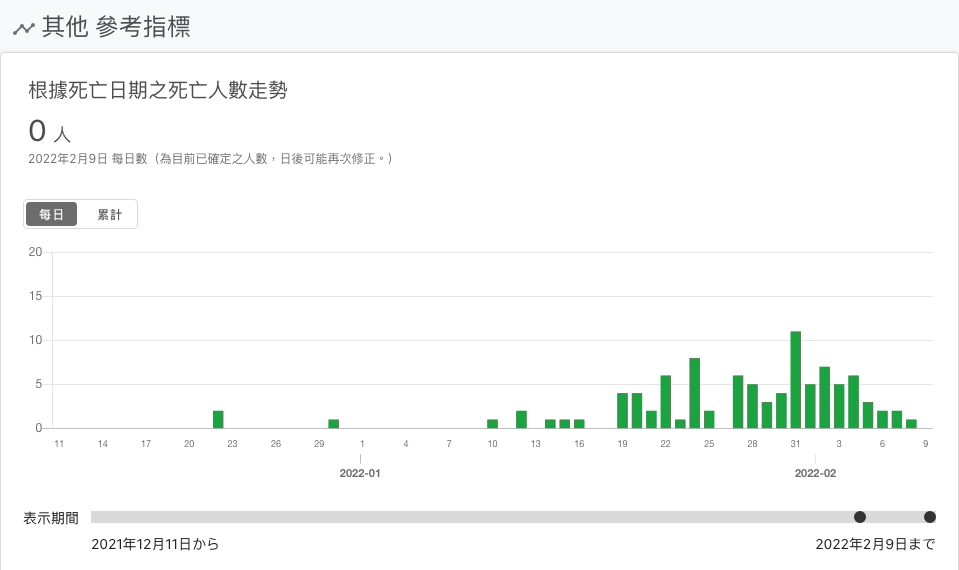 其他 參考指標
根據死亡日期之死亡人數走勢
0 人
2022年2月9日 每日數（為目前已確定之人數，日後可能再次修正。）
每日 累計
20
15
10
5
0
11 14 17 20 23 26 29 1 4 7 10 13 16 19 22 25 28 31 3 6 9
2022-01 2022-02
表示期間
2021年12月11日から 2022年2月9日まで